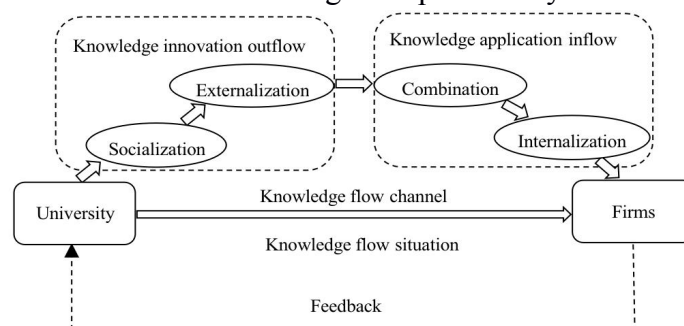 Knowledge innovation outflow
Knowledge application inflow
Externalization
Combination
Socialization
Internalization
University
Knowledge flow channel
Firms
Knowledge flow situation
Feedback